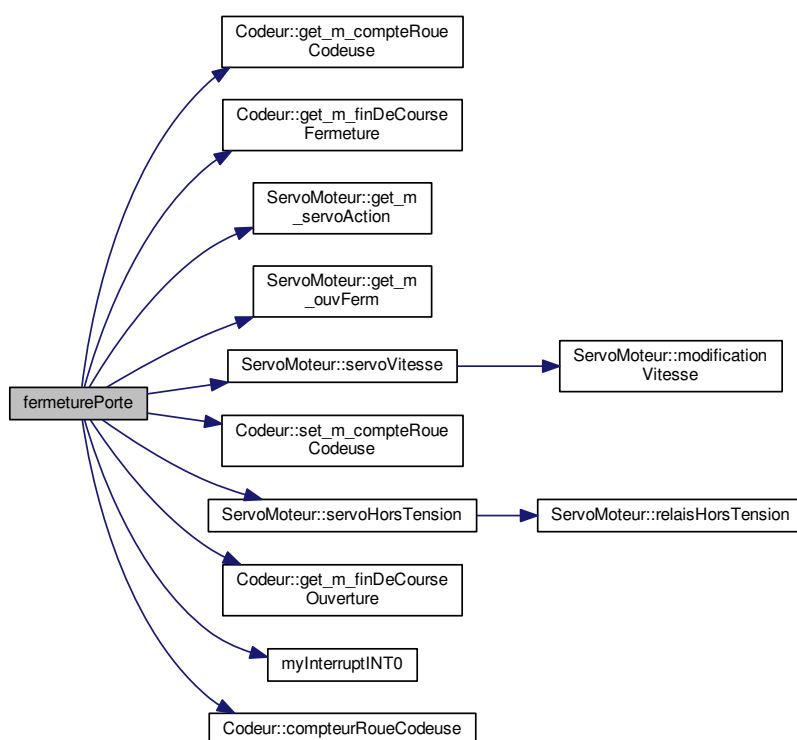 Codeur::get_m_compteRoue
Codeuse
Codeur::get_m_finDeCourse
Fermeture
ServoMoteur::get_m
_servoAction
ServoMoteur::get_m
_ouvFerm
ServoMoteur::servoVitesse
ServoMoteur::modification
Vitesse
fermeturePorte
Codeur::set_m_compteRoue
Codeuse
ServoMoteur::servoHorsTension
ServoMoteur::relaisHorsTension
Codeur::get_m_finDeCourse
Ouverture
myInterruptINT0
Codeur::compteurRoueCodeuse